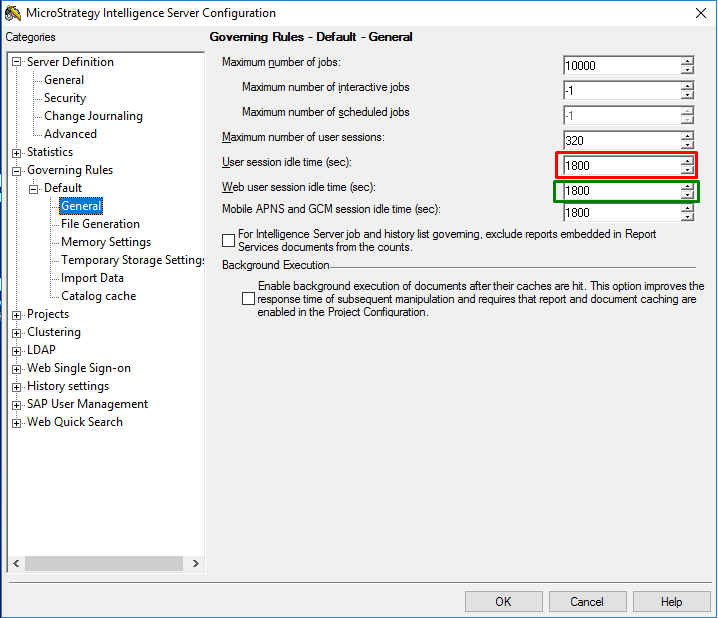 MicroStrategy Intelligence Server Configuration
Categories
Server Definition
General
Security
Change Journaling
Advanced
Statistics
Governing Rules
Default
General
File Generation
Memory Settings
Temporary Storage Settings
Import Data
Catalog cache
Projects
Clustering
LDAP
Web Single Sign-on
History settings
SAP User Management
Web Quick Search
Governing Rules - Default - General
Maximum number of jobs: 10000
Maximum number of interactive jobs -1
Maximum number of scheduled jobs -1
Maximum number of user sessions: 320
User session idle time (sec): 1800
Web user session idle time (sec): 1800
Mobile APNS and GCM session idle time (sec): 1800
For Intelligence Server job and history list governing, exclude reports embedded in Report
Services documents from the counts.
Background Execution
Enable background execution of documents after their caches are hit. This option improves the
response time of subsequent manipulation and requires that report and document caching are
enabled in the Project Configuration.
OK Cancel Help